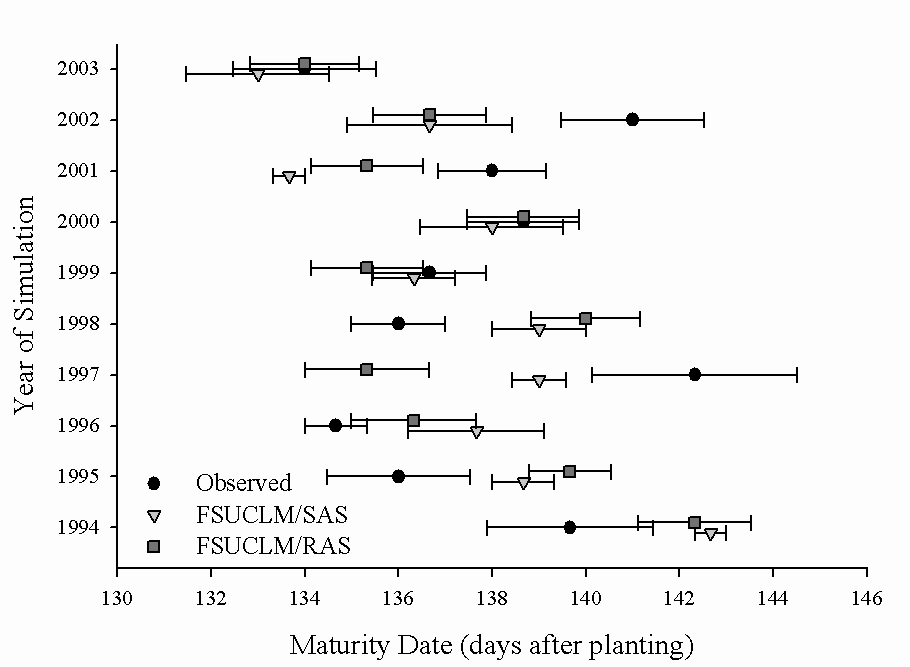 2003
2002
2001
2000
1999
1998
1997
1996
1995
1994
Year of Simulation
Observed
FSUCLM/SAS
FSUCLM/RAS
130 132 134 136 138 140 142 144 146
Maturity Date (days after planting)